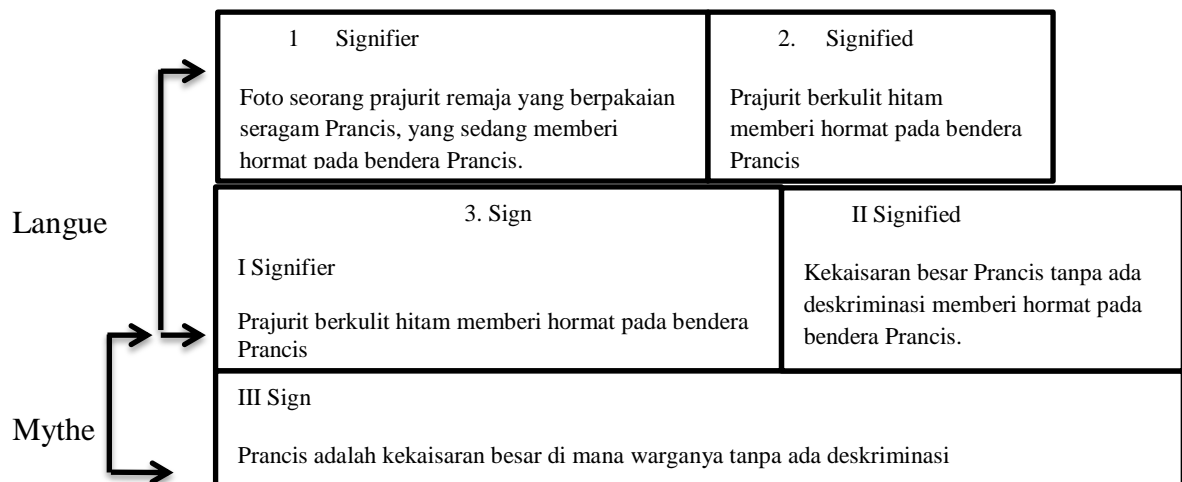 1 Signifier
Foto seorang prajurit remaja yang berpakaian
seragam Prancis, yang sedang memberi
hormat pada bendera Prancis.
2. Signified
Prajurit berkulit hitam
memberi hormat pada bendera
Prancis
Langue
3. Sign
I Signifier
Prajurit berkulit hitam memberi hormat pada bendera
Prancis
II Signified
Kekaisaran besar Prancis tanpa ada
deskriminasi memberi hormat pada
bendera Prancis.
Mythe
III Sign
Prancis adalah kekaisaran besar di mana warganya tanpa ada deskriminasi